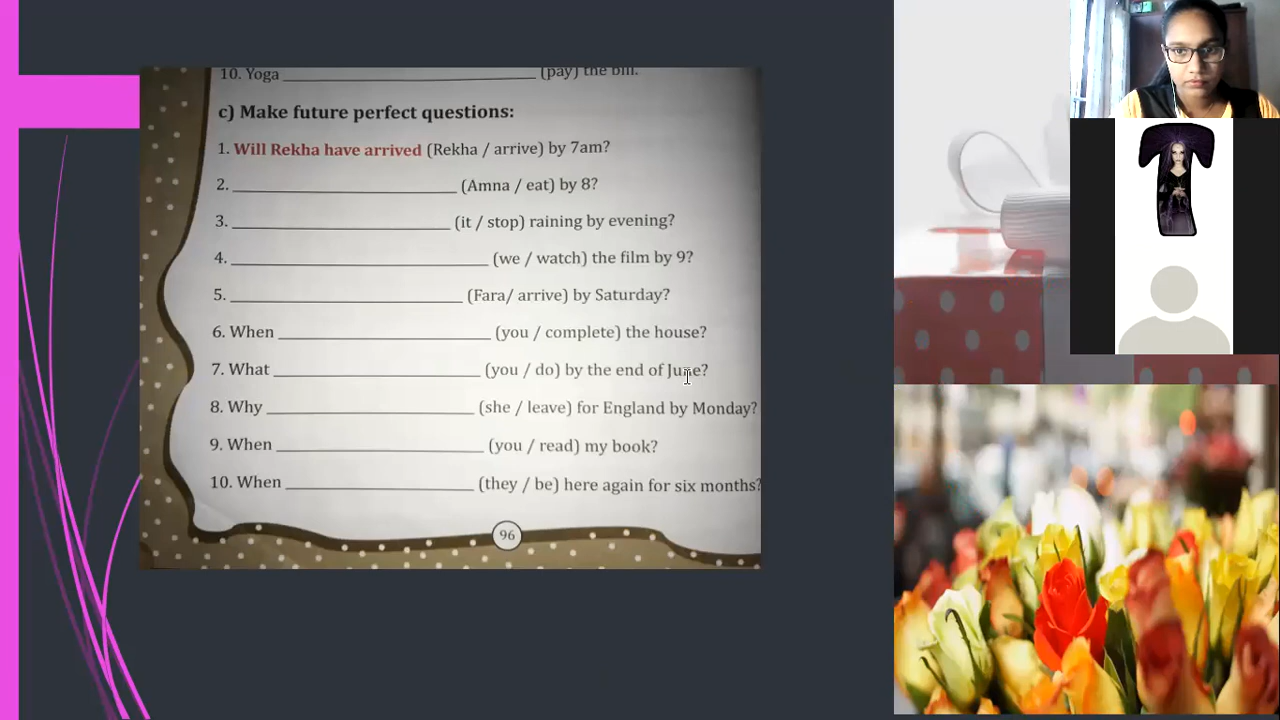 10. Yoga ______________________ (pay) the bill.
c) Make future perfect questions:
1. Will Rekha have arrived (Rekha / arrive) by 7am?
2. ______________________ (Amna / eat) by 8?
3. ______________________ (it / stop) raining by evening?
4. ______________________ (we / watch) the film by 9?
5. ______________________ (Fara/ arrive) by Saturday?
6. When ______________________ (you / complete) the house?
7. What ______________________ (you / do) by the end of June?
8. Why ______________________ (she / leave) for England by Monday?
9. When ______________________ (you / read) my book?
10. When ______________________ (they / be) here again for six months?
96